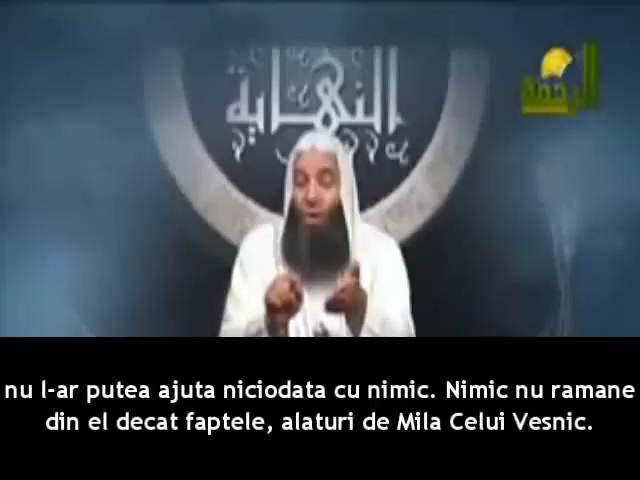 النهاية
الرحمة
nu l-ar putea ajuta niciodata cu nimic. Nimic nu ramane
din el decat faptele, alaturi de Mila Celui Vesnic.